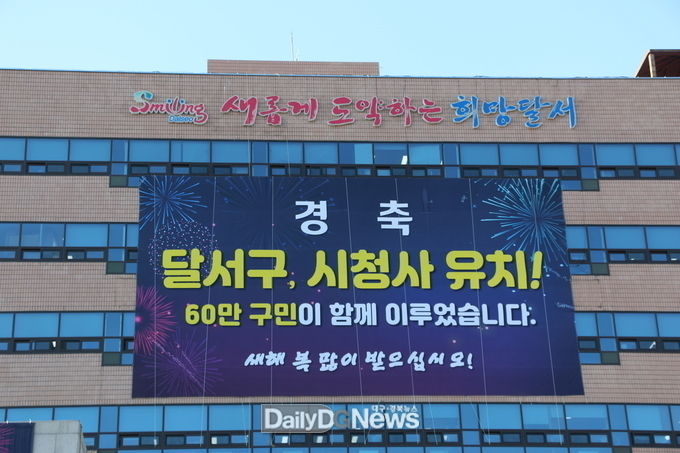 Smiling Dalseo 새롭게 도약하는 희망달서
경 축
달서구, 시청사 유치!
60만 구민이 함께 이루었습니다.
새해 복 많이 받으십시오!
대구·경북뉴스
DailyDGNews